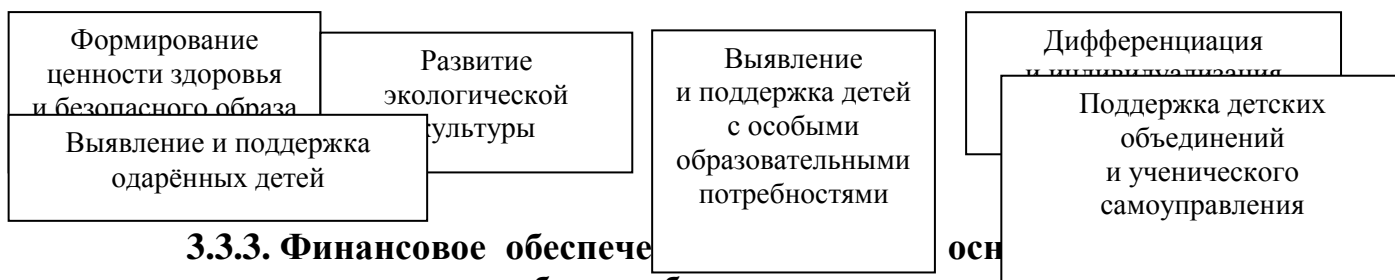 Формирование
ценности здоровья
и безопасного образа
Выявление и поддержка
одарённых детей
Развитие
экологической
культуры
Выявление
и поддержка детей
с особыми
образовательными
потребностями
Дифференциация
и индивидуализация
Поддержка детских
объединений
и ученического
самоуправления
3.3.3. Финансовое обеспече осн